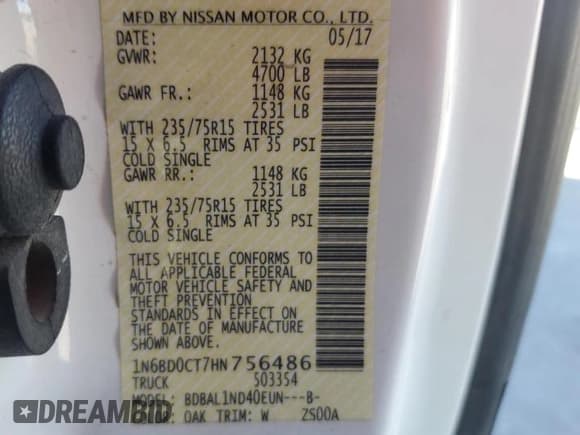 MFD BY NISSAN MOTOR CO., LTD.
DATE: 05/17
GVWR: 2132 KG
4700 LB
GAWR FR.: 1148 KG
2531 LB
WITH 235/75R15 TIRES
15 X 6.5 RIMS AT 35 PSI
COLD SINGLE
GAWR RR.: 1148 KG
2531 LB
WITH 235/75R15 TIRES
15 X 6.5 RIMS AT 35 PSI
COLD SINGLE
THIS VEHICLE CONFORMS TO
ALL APPLICABLE FEDERAL
MOTOR VEHICLE SAFETY AND
THEFT PREVENTION
STANDARDS IN EFFECT ON
THE DATE OF MANUFACTURE
SHOWN ABOVE.
1N6BD0CT7HN756486
TRUCK 503354
MODEL: BDBAL1ND40EUN---B-
QAK TRIM: W ZS00A
AUTOBIDMASTER